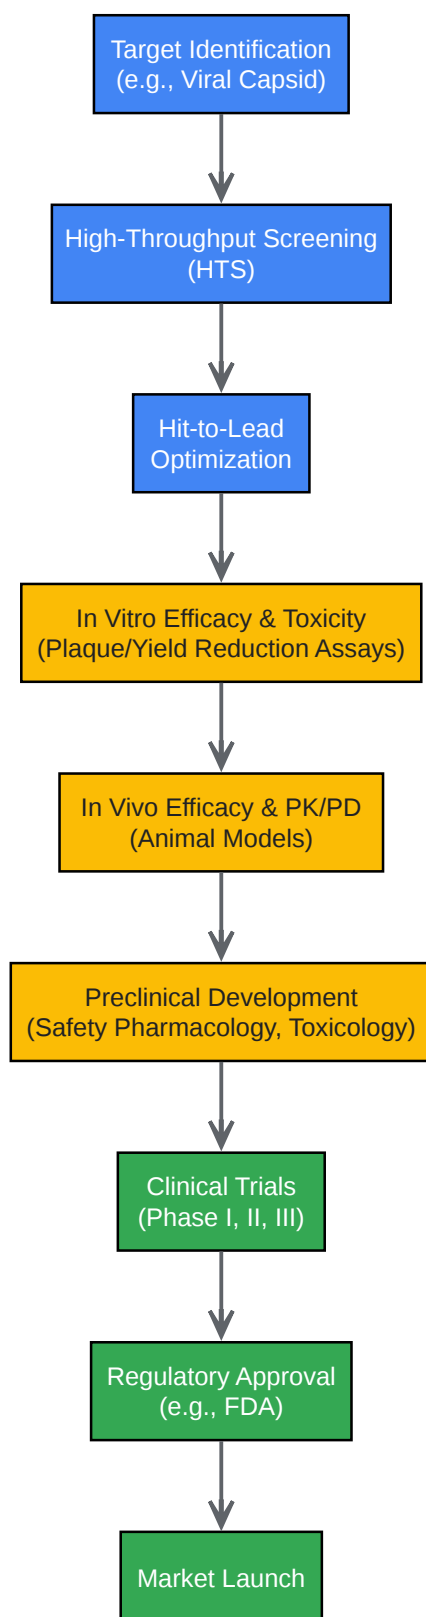 Target Identification
(e.g., Viral Capsid)
High-Throughput Screening
(HTS)
Hit-to-Lead
Optimization
In Vitro Efficacy & Toxicity
(Plaque/Yield Reduction Assays)
In Vivo Efficacy & PK/PD
(Animal Models)
Preclinical Development
(Safety Pharmacology, Toxicology)
Clinical Trials
(Phase I, II, III)
Regulatory Approval
(e.g., FDA)
Market Launch